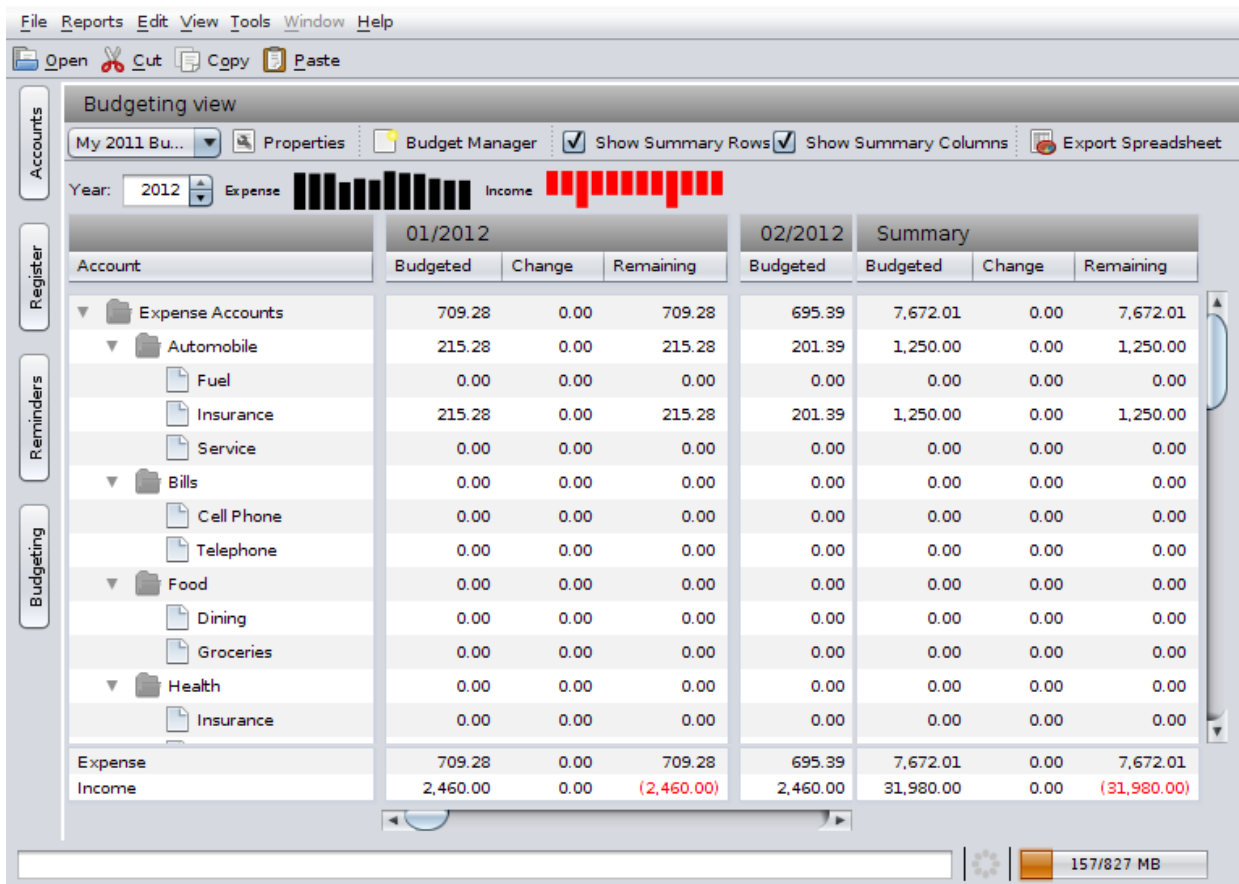 File Reports Edit View Tools Window Help
Open Cut Copy Paste
Accounts
Register
Reminders
Budgeting
Budgeting view
My 2011 Bu... Properties Budget Manager Show Summary Rows Show Summary Columns Export Spreadsheet
Year: 2012 Expense Income
01/2012 02/2012 Summary
Account Budgeted Change Remaining Budgeted Budgeted Change Remaining
Expense Accounts 709.28 0.00 709.28 695.39 7,672.01 0.00 7,672.01
Automobile 215.28 0.00 215.28 201.39 1,250.00 0.00 1,250.00
Fuel 0.00 0.00 0.00 0.00 0.00 0.00 0.00
Insurance 215.28 0.00 215.28 201.39 1,250.00 0.00 1,250.00
Service 0.00 0.00 0.00 0.00 0.00 0.00 0.00
Bills 0.00 0.00 0.00 0.00 0.00 0.00 0.00
Cell Phone 0.00 0.00 0.00 0.00 0.00 0.00 0.00
Telephone 0.00 0.00 0.00 0.00 0.00 0.00 0.00
Food 0.00 0.00 0.00 0.00 0.00 0.00 0.00
Dining 0.00 0.00 0.00 0.00 0.00 0.00 0.00
Groceries 0.00 0.00 0.00 0.00 0.00 0.00 0.00
Health 0.00 0.00 0.00 0.00 0.00 0.00 0.00
Insurance 0.00 0.00 0.00 0.00 0.00 0.00 0.00
Expense 709.28 0.00 709.28 695.39 7,672.01 0.00 7,672.01
Income 2,460.00 0.00 (2,460.00) 2,460.00 31,980.00 0.00 (31,980.00)
157/827 MB